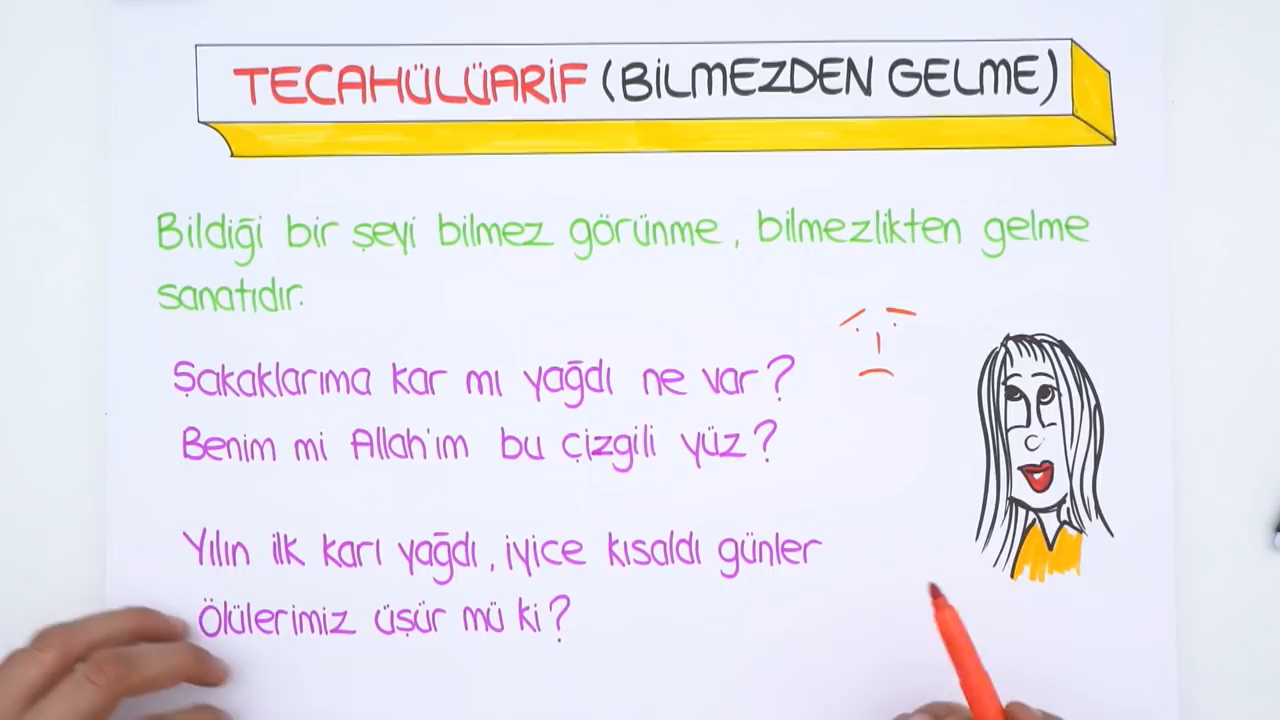 TECAHÜLÜARİF (BİLMEZDEN GELME)
Bildiği bir şeyi bilmez görünme, bilmezlikten gelme
sanatıdır.
Şakaklarıma kar mı yağdı ne var?
Benim mi Allah'ım bu çizgili yüz?
Yılın ilk karı yağdı, iyice kısaldı günler
Ölülerimiz üşür mü ki?